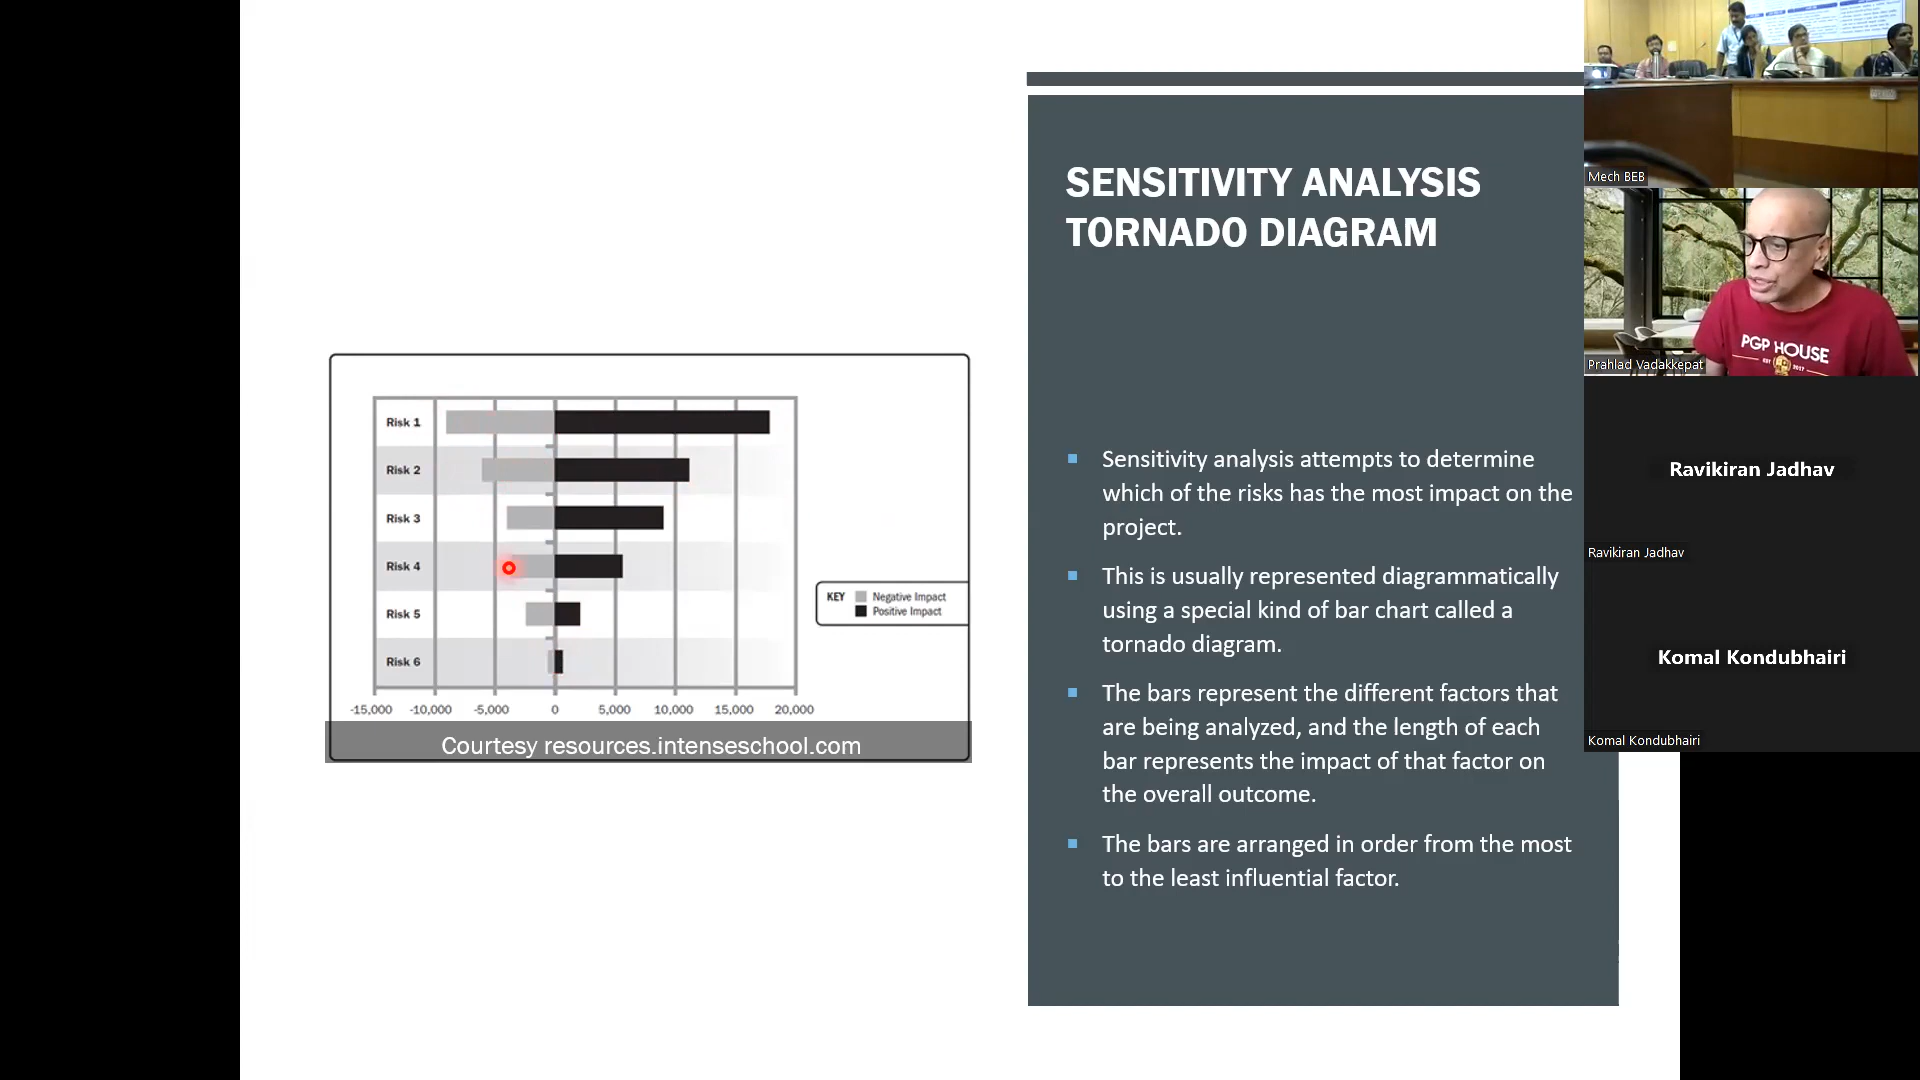 SENSITIVITY ANALYSIS
TORNADO DIAGRAM
Risk 1
Risk 2
Risk 3
Risk 4
Risk 5
Risk 6
-15,000 -10,000 -5,000 0 5,000 10,000 15,000 20,000
KEY Negative Impact
Positive Impact
Courtesy resources.intenseschool.com
Sensitivity analysis attempts to determine
which of the risks has the most impact on the
project.
This is usually represented diagrammatically
using a special kind of bar chart called a
tornado diagram.
The bars represent the different factors that
are being analyzed, and the length of each
bar represents the impact of that factor on
the overall outcome.
The bars are arranged in order from the most
to the least influential factor.
Mech BEB
PGP HOUSE
2017
Prahlad Vadakkepat
Ravikiran Jadhav
Ravikiran Jadhav
Komal Kondubhairi
Komal Kondubhairi